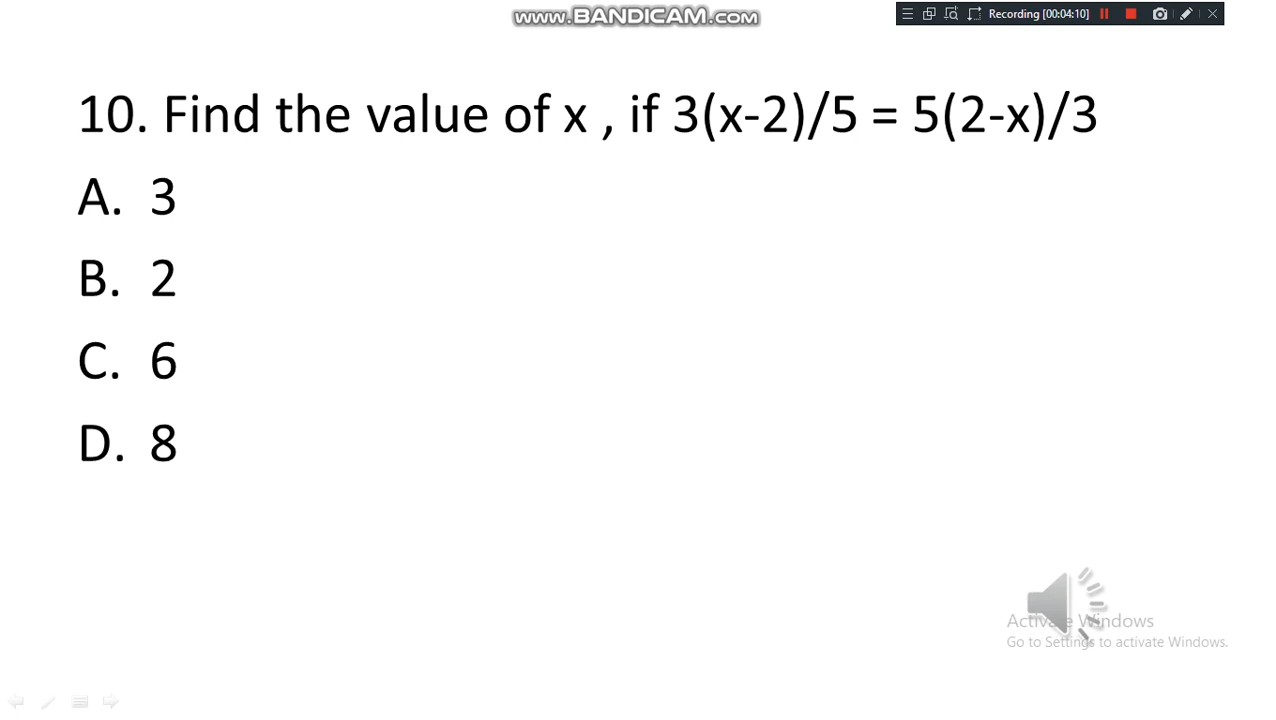 www.BANDICAM.com
Recording [00:04:10]
10. Find the value of x , if 3(x-2)/5 = 5(2-x)/3
A. 3
B. 2
C. 6
D. 8
Activate Windows
Go to Settings to activate Windows.